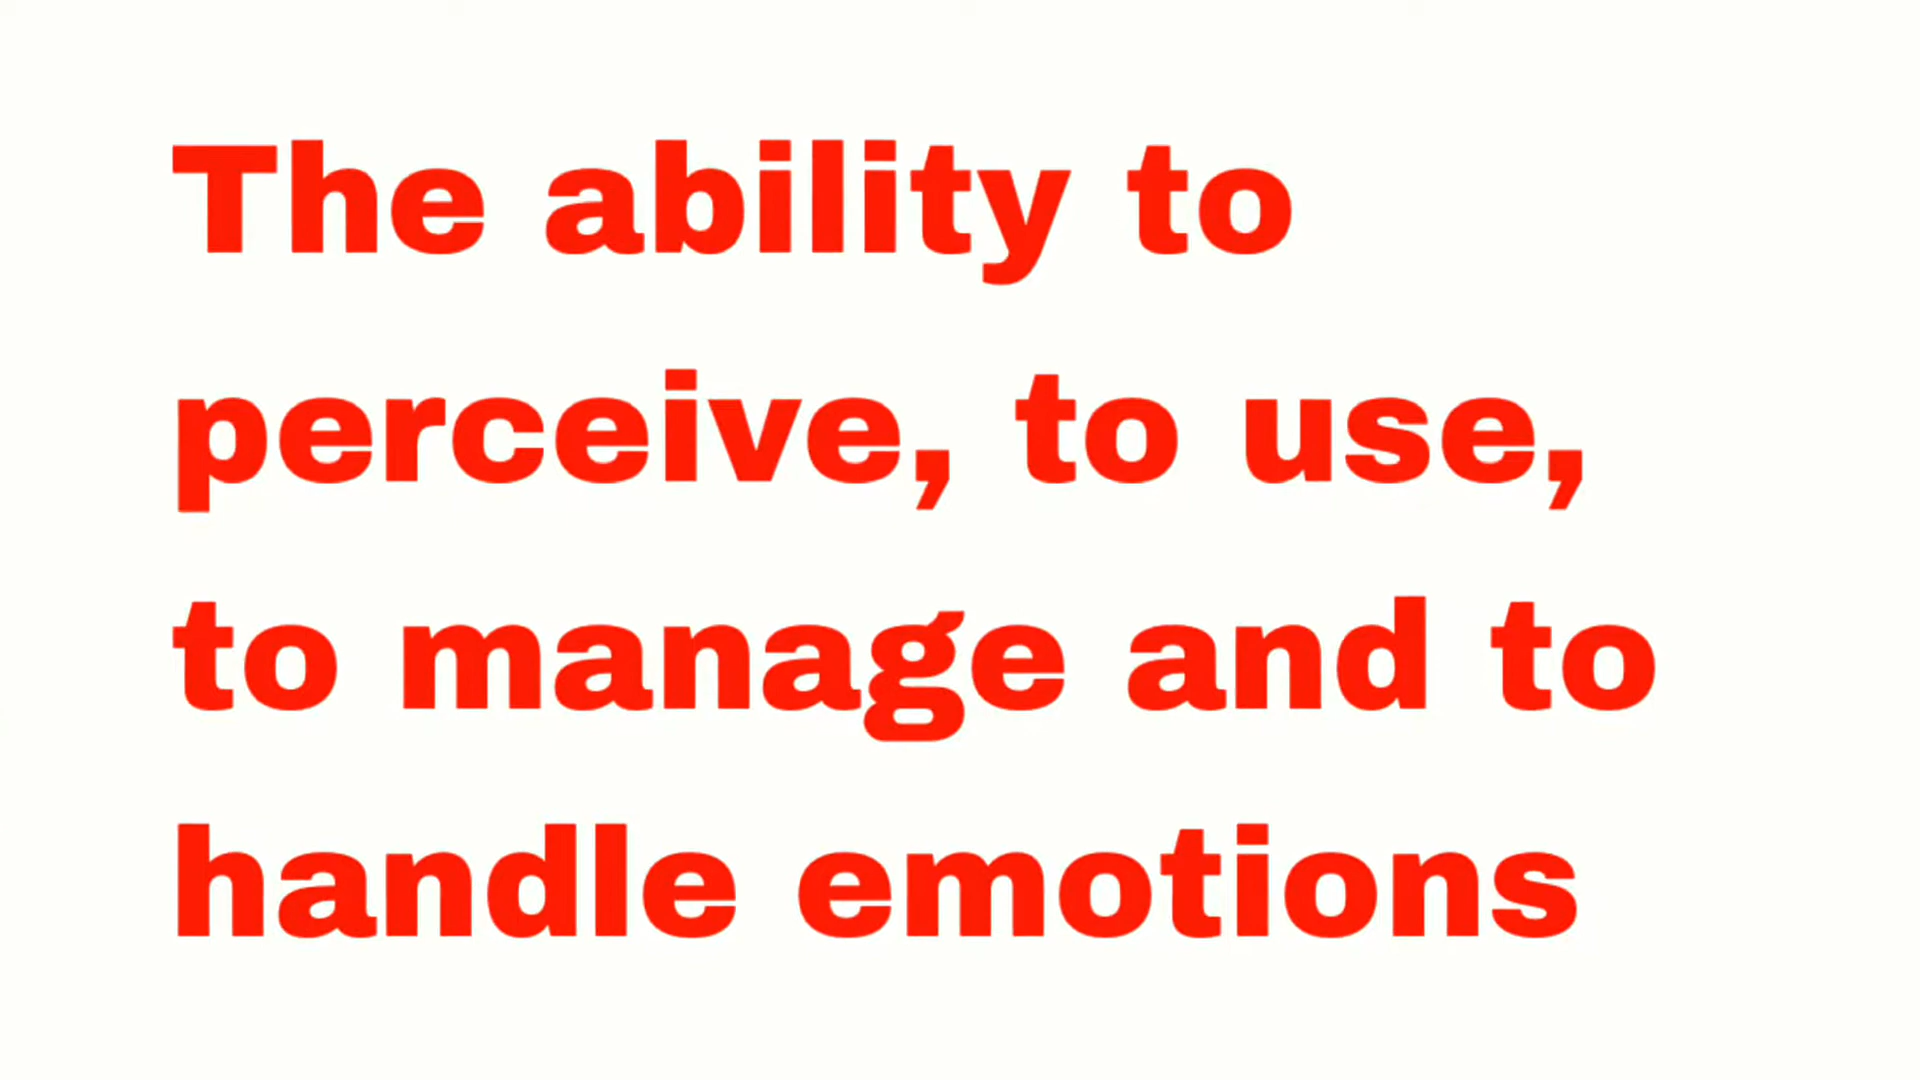 The ability to
perceive, to use,
to manage and to
handle emotions